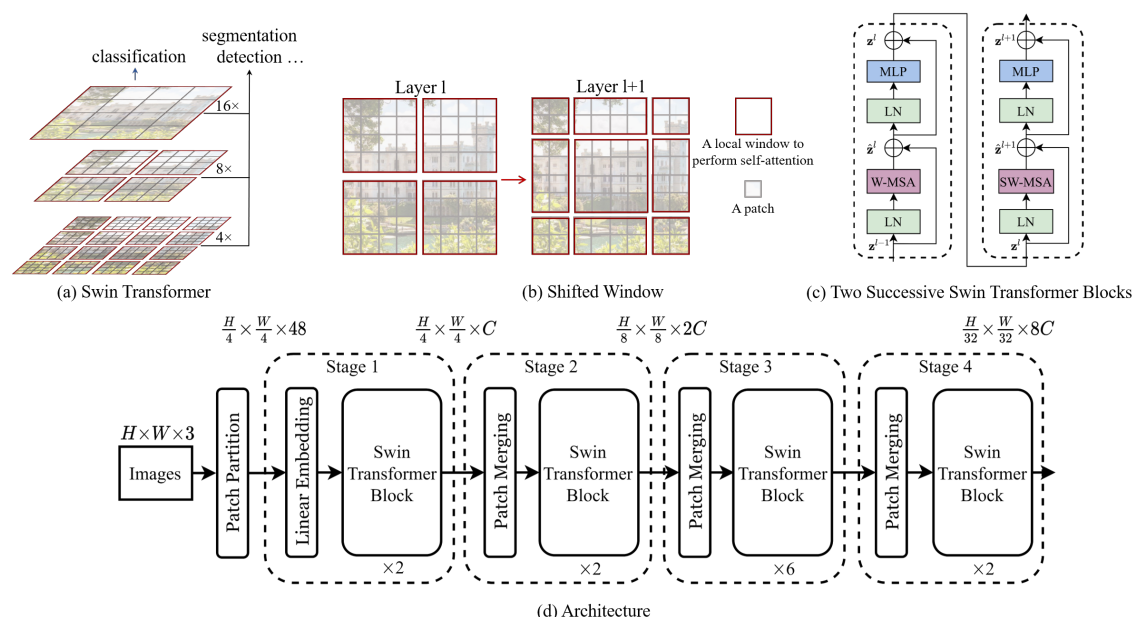 segmentation
detection ...
classification
16×
8×
4×
(a) Swin Transformer
Layer l
Layer l+1
A local window to
perform self-attention
A patch
(b) Shifted Window
z^l
MLP
LN
ẑ^l
W-MSA
LN
z^{l-1}
z^{l+1}
MLP
LN
ẑ^{l+1}
SW-MSA
LN
z^l
(c) Two Successive Swin Transformer Blocks
H/4 × W/4 × 48
H/4 × W/4 × C
H/8 × W/8 × 2C
H/32 × W/32 × 8C
Stage 1
Stage 2
Stage 3
Stage 4
H×W×3
Images
Patch Partition
Linear Embedding
Swin
Transformer
Block
×2
Patch Merging
Swin
Transformer
Block
×2
Patch Merging
Swin
Transformer
Block
×6
Patch Merging
Swin
Transformer
Block
×2
(d) Architecture